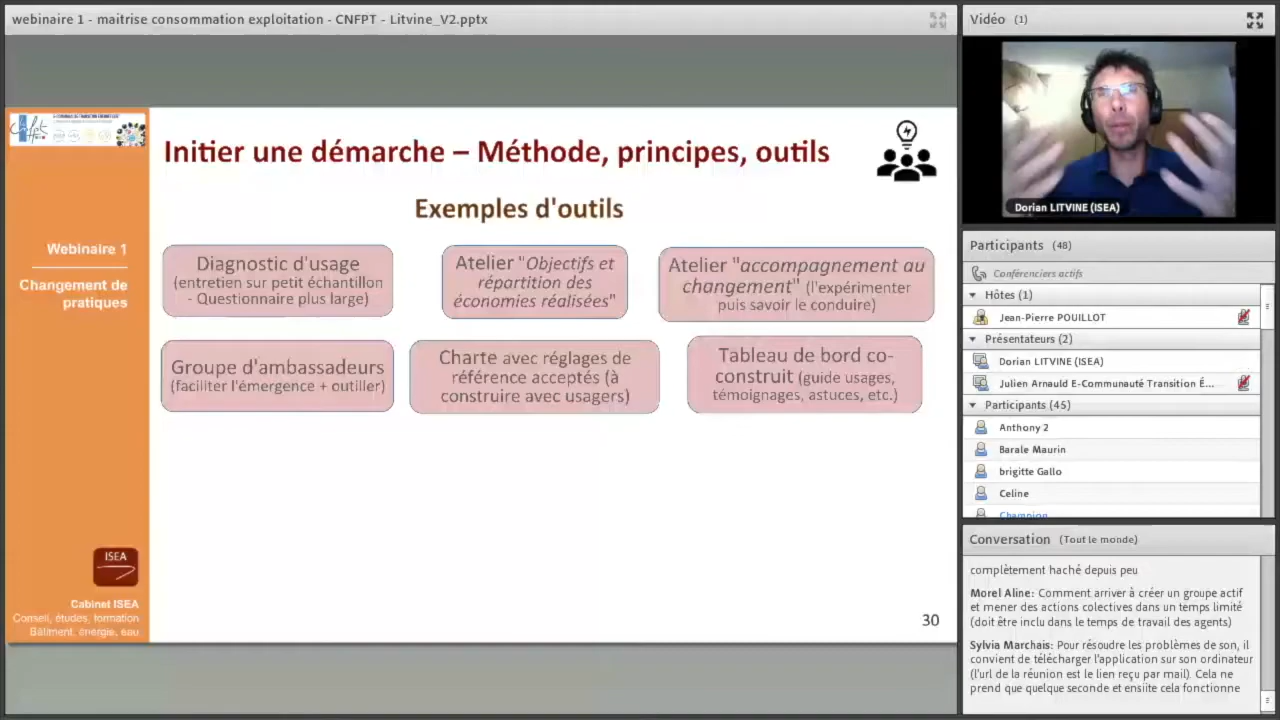 webinaire 1 - maitrise consommation exploitation - CNFPT - Litvine_V2.pptx
Initier une démarche – Méthode, principes, outils
Exemples d'outils
Webinaire 1
Changement de
pratiques
Diagnostic d'usage
(entretien sur petit échantillon
- Questionnaire plus large)
Atelier "Objectifs et
répartition des
économies réalisées"
Atelier "accompagnement au
changement" (l'expérimenter
puis savoir le conduire)
Groupe d'ambassadeurs
(faciliter l'émergence + outiller)
Charte avec réglages de
référence acceptés (à
construire avec usagers)
Tableau de bord co-
construit (guide usages,
témoignages, astuces, etc.)
ISEA
Cabinet ISEA
Conseil, études, formation
Bâtiment, énergie, eau
30
Vidéo (1)
Dorian LITVINE (ISEA)
Participants (48)
Conférenciers actifs
Hôtes (1)
Jean-Pierre POUILLOT
Présentateurs (2)
Dorian LITVINE (ISEA)
Julien Arnauld E-Communauté Transition É...
Participants (45)
Anthony 2
Barale Maurin
brigitte Gallo
Celine
Champion
Conversation (Tout le monde)
complètement haché depuis peu
Morel Aline: Comment arriver à créer un groupe actif
et mener des actions collectives dans un temps limité
(doit être inclu dans le temps de travail des agents)
Sylvia Marchais: Pour résoudre les problèmes de son, il
convient de télécharger l'application sur son ordinateur
(l'url de la réunion est le lien reçu par mail). Cela ne
prend que quelque seconde et ensiite cela fonctionne